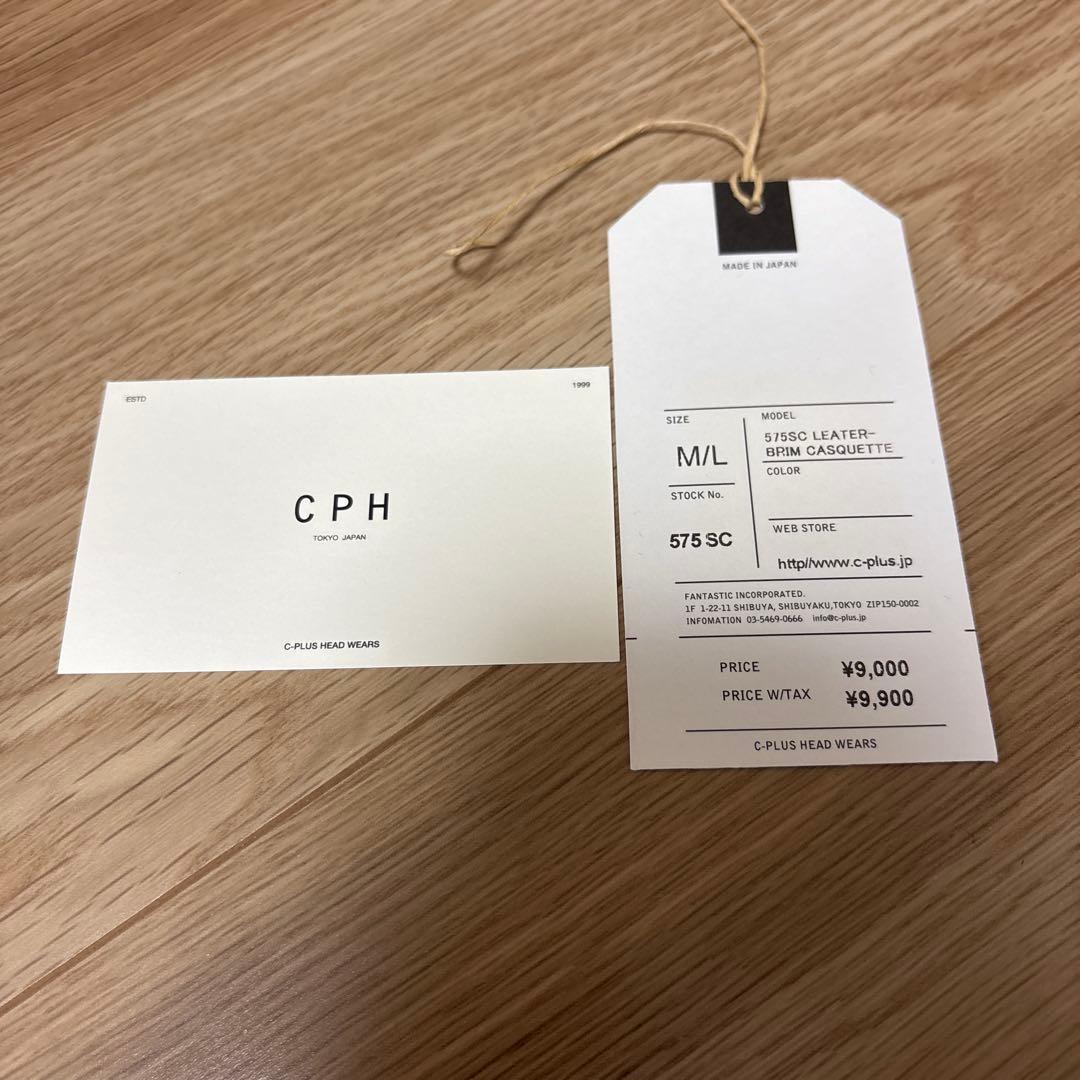 ESTD
1999
CPH
TOKYO JAPAN
C-PLUS HEAD WEARS
MADE IN JAPAN
SIZE
M/L
STOCK No.
575 SC
MODEL
575SC LEATER-
BRIM CASQUETTE
COLOR
WEB STORE
http//www.c-plus.jp
FANTASTIC INCORPORATED.
1F 1-22-11 SHIBUYA, SHIBUYAKU,TOKYO ZIP150-0002
INFOMATION 03-5469-0666 info@c-plus.jp
PRICE ¥9,000
PRICE W/TAX ¥9,900
C-PLUS HEAD WEARS